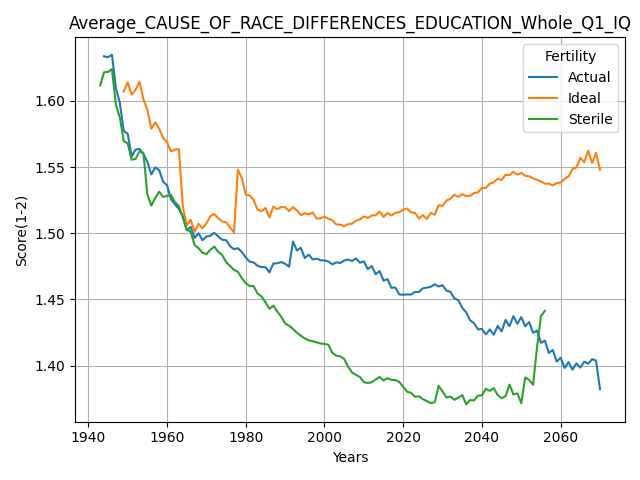 Average_CAUSE_OF_RACE_DIFFERENCES_EDUCATION_Whole_Q1_IQ
Fertility
Actual
Ideal
Sterile
Score(1-2)
1.60
1.55
1.50
1.45
1.40
1940 1960 1980 2000 2020 2040 2060
Years